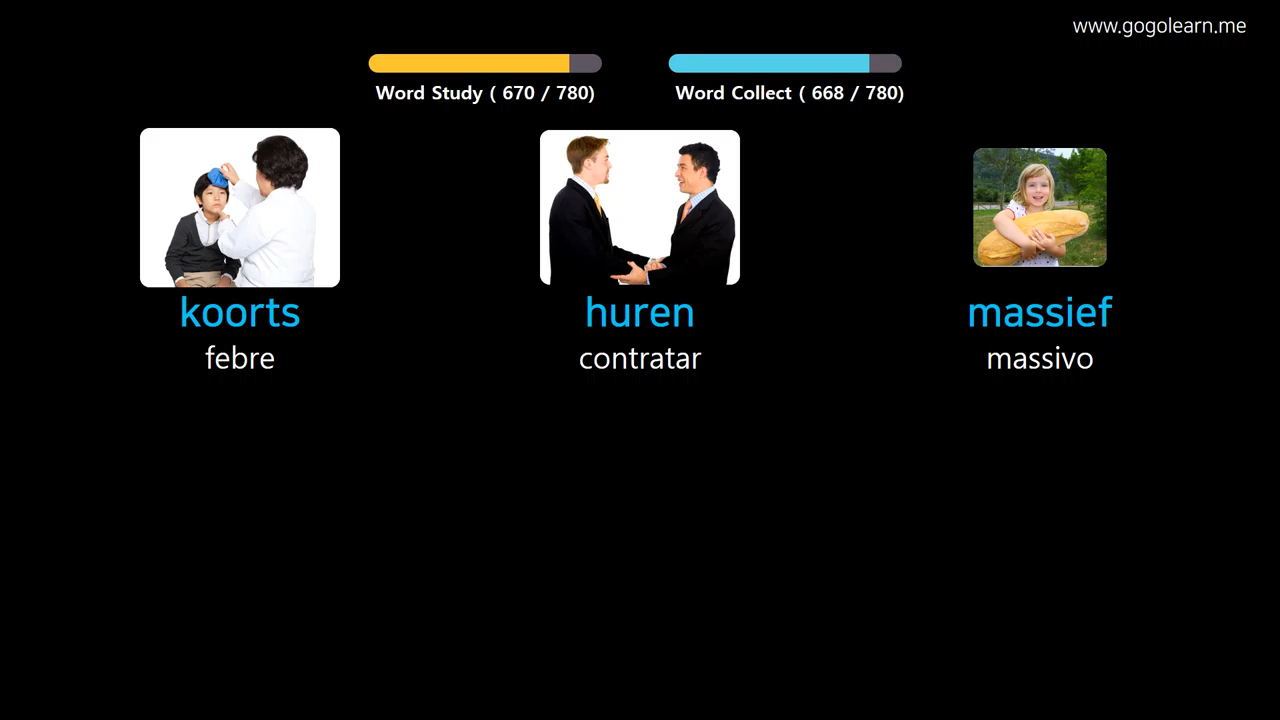 www.gogolearn.me
Word Study ( 670 / 780)
Word Collect ( 668 / 780)
koorts
febre
huren
contratar
massief
massivo